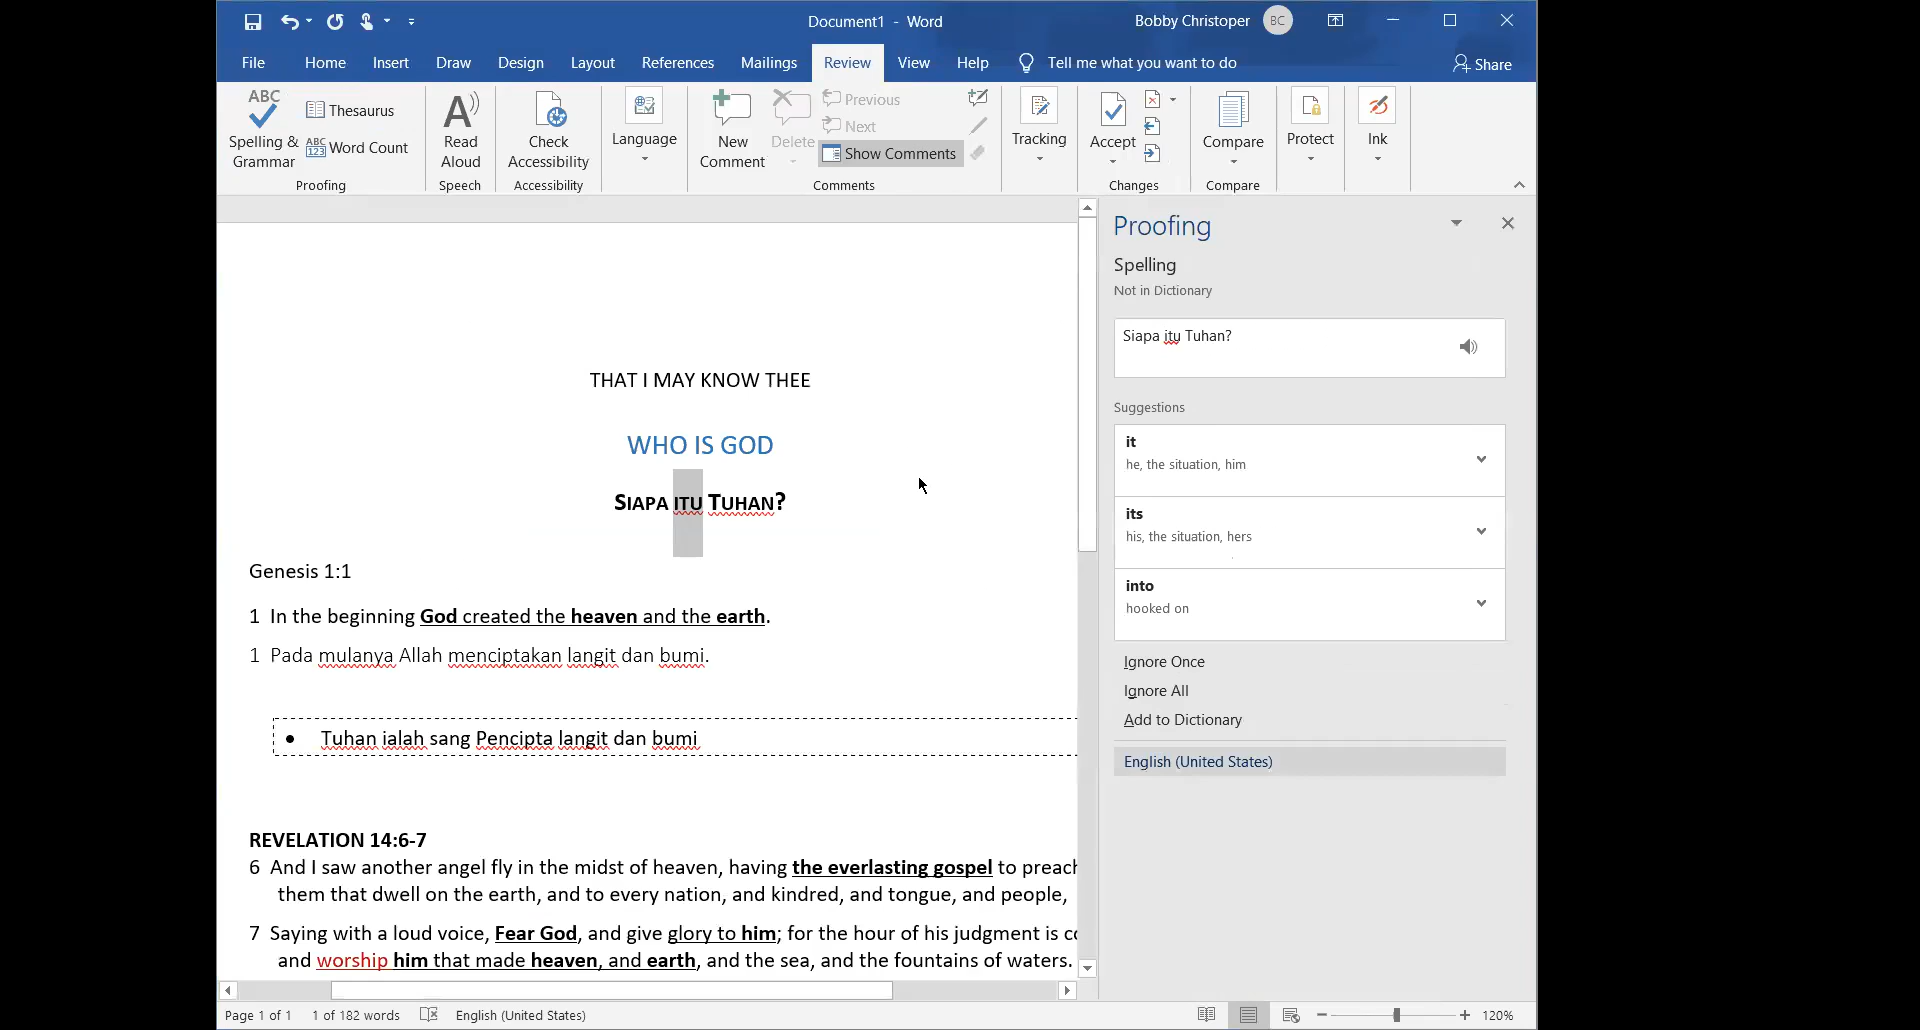 Document1 - Word
Bobby Christoper BC
File Home Insert Draw Design Layout References Mailings Review View Help Tell me what you want to do Share
ABC
Spelling &
Grammar
Thesaurus
ABC
123 Word Count
Proofing
Read
Aloud
Speech
Check
Accessibility
Accessibility
Language
New
Comment
Delete
Previous
Next
Show Comments
Comments
Tracking
Accept
Changes
Compare
Compare
Protect
Ink
THAT I MAY KNOW THEE
WHO IS GOD
SIAPA ITU TUHAN?
Genesis 1:1
1 In the beginning God created the heaven and the earth.
1 Pada mulanya Allah menciptakan langit dan bumi.
• Tuhan ialah sang Pencipta langit dan bumi
REVELATION 14:6-7
6 And I saw another angel fly in the midst of heaven, having the everlasting gospel to preach
them that dwell on the earth, and to every nation, and kindred, and tongue, and people,
7 Saying with a loud voice, Fear God, and give glory to him; for the hour of his judgment is
and worship him that made heaven, and earth, and the sea, and the fountains of waters.
Proofing
Spelling
Not in Dictionary
Siapa itu Tuhan?
Suggestions
it
he, the situation, him
its
his, the situation, hers
into
hooked on
Ignore Once
Ignore All
Add to Dictionary
English (United States)
Page 1 of 1 1 of 182 words English (United States) 120%